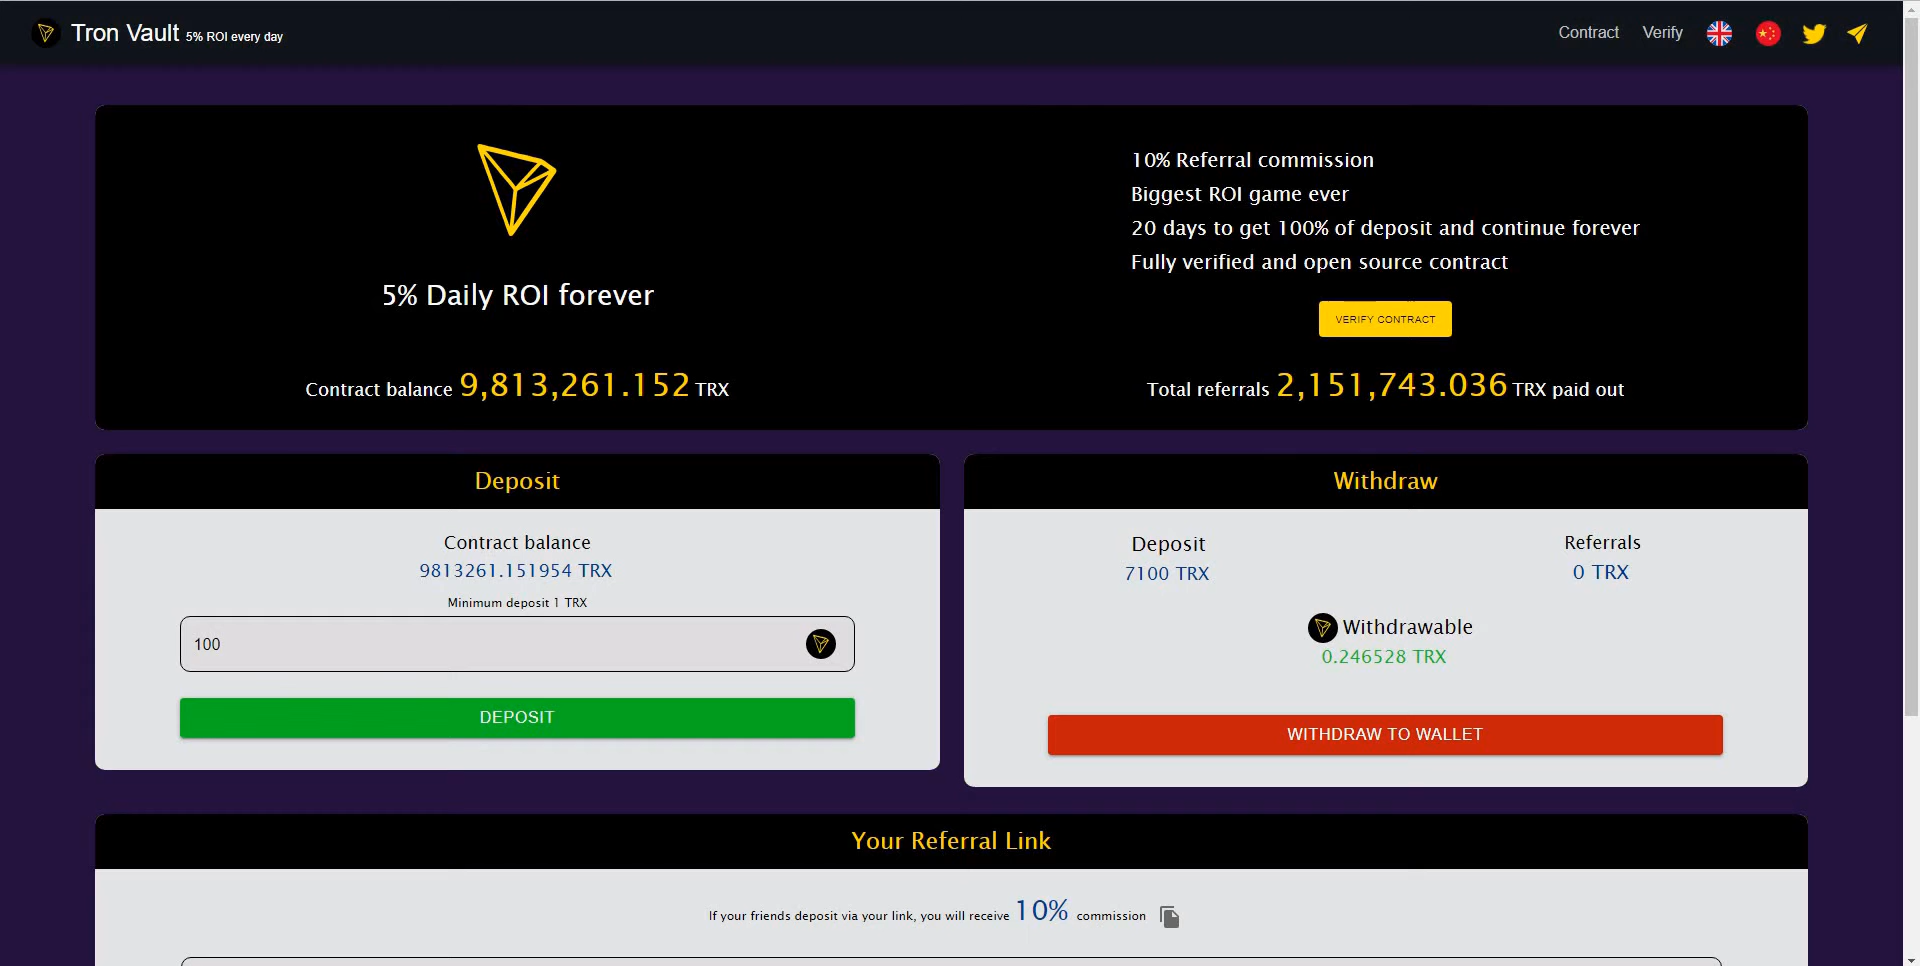 Tron Vault 5% ROI every day
Contract
Verify
5% Daily ROI forever
Contract balance 9,813,261.152 TRX
10% Referral commission
Biggest ROI game ever
20 days to get 100% of deposit and continue forever
Fully verified and open source contract
VERIFY CONTRACT
Total referrals 2,151,743.036 TRX paid out
Deposit
Contract balance
9813261.151954 TRX
Minimum deposit 1 TRX
100
DEPOSIT
Withdraw
Deposit
7100 TRX
Referrals
0 TRX
Withdrawable
0.246528 TRX
WITHDRAW TO WALLET
Your Referral Link
If your friends deposit via your link, you will receive 10% commission